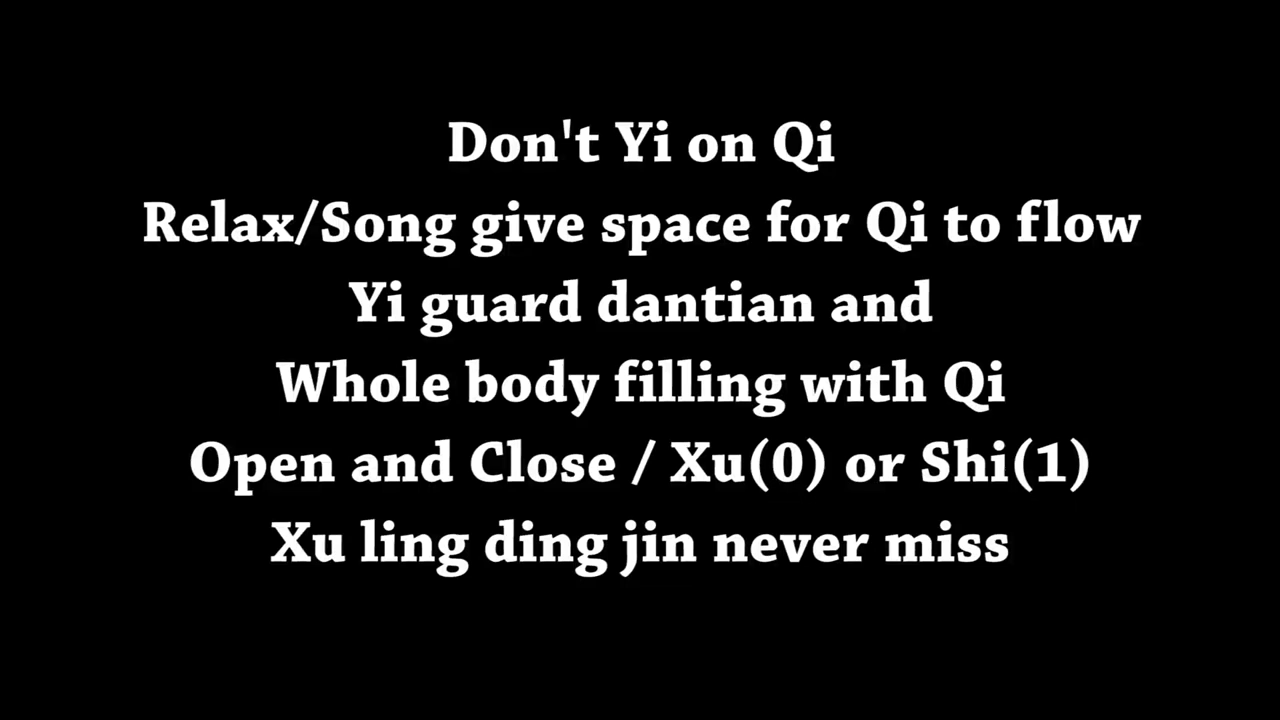 Don't Yi on Qi
Relax/Song give space for Qi to flow
Yi guard dantian and
Whole body filling with Qi
Open and Close / Xu(0) or Shi(1)
Xu ling ding jin never miss